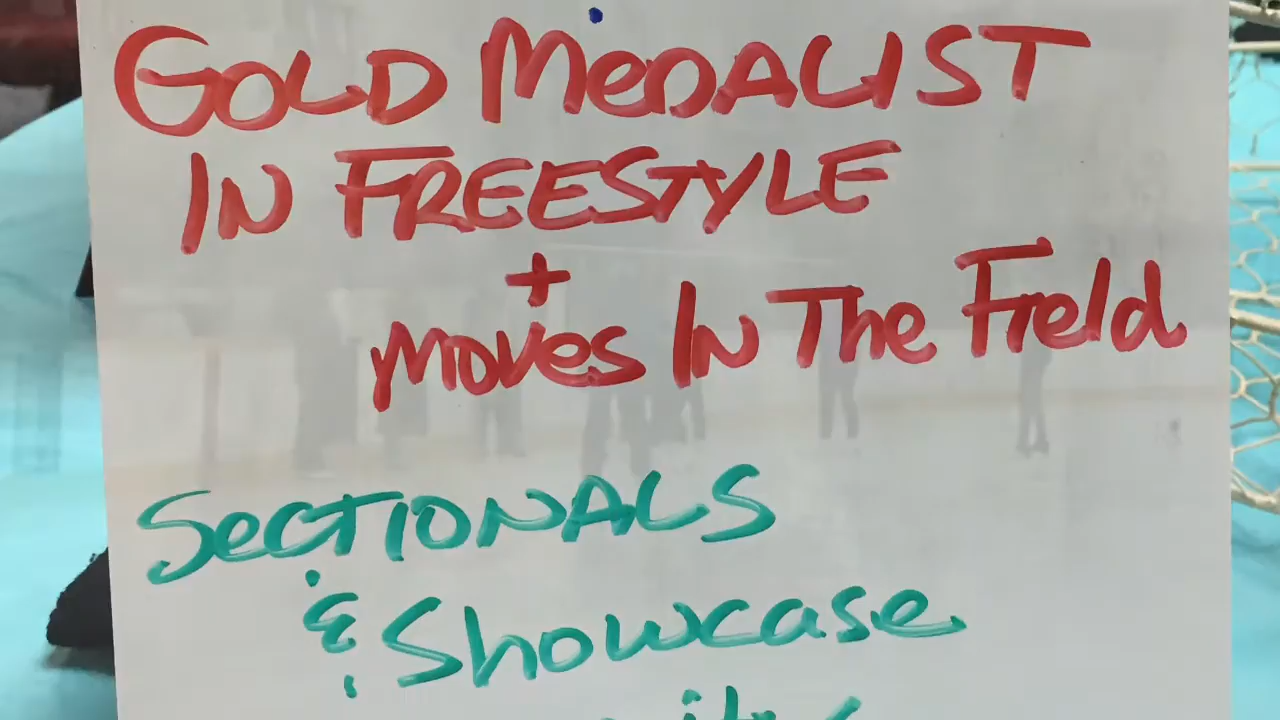 GOLD MEDALIST
IN FREESTYLE
+
MOVES IN THE FIELD
SECTIONALS
& Showcase